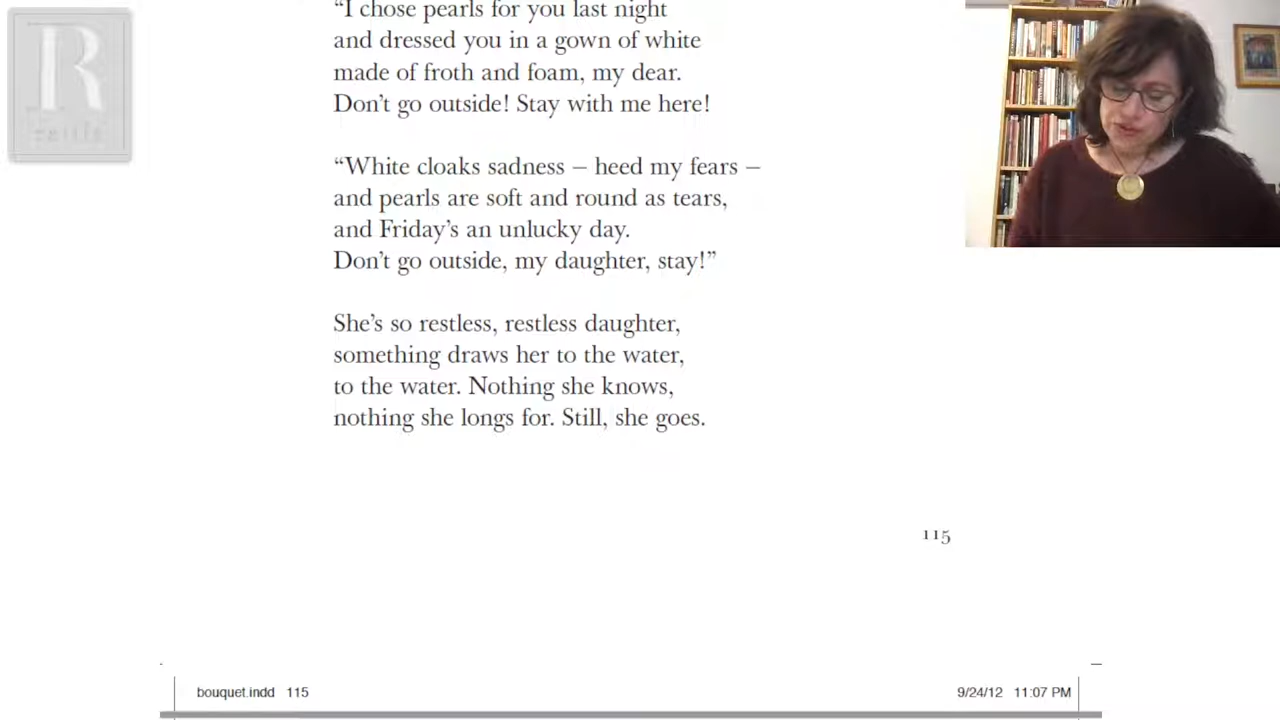 R
rattle
“I chose pearls for you last night
and dressed you in a gown of white
made of froth and foam, my dear.
Don’t go outside! Stay with me here!
“White cloaks sadness – heed my fears –
and pearls are soft and round as tears,
and Friday’s an unlucky day.
Don’t go outside, my daughter, stay!”
She’s so restless, restless daughter,
something draws her to the water,
to the water. Nothing she knows,
nothing she longs for. Still, she goes.
115
bouquet.indd 115
9/24/12 11:07 PM